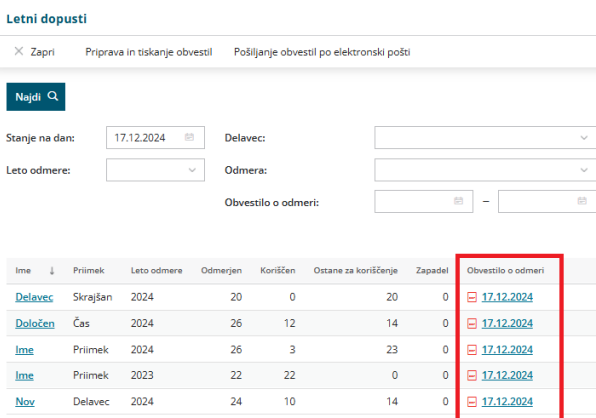 Letni dopusti
Zapri Priprava in tiskanje obvestil Pošiljanje obvestil po elektronski pošti
Najdi
Stanje na dan: 17.12.2024 Delavec:
Leto odmere: Odmera:
Obvestilo o odmeri: –
Ime ↓ Priimek Leto odmere Odmerjen Koriščen Ostane za koriščenje Zapadel Obvestilo o odmeri
Delavec Skrajšan 2024 20 0 20 0 17.12.2024
Določen Čas 2024 26 12 14 0 17.12.2024
Ime Priimek 2024 26 3 23 0 17.12.2024
Ime Priimek 2023 22 22 0 0 17.12.2024
Nov Delavec 2024 24 10 14 0 17.12.2024